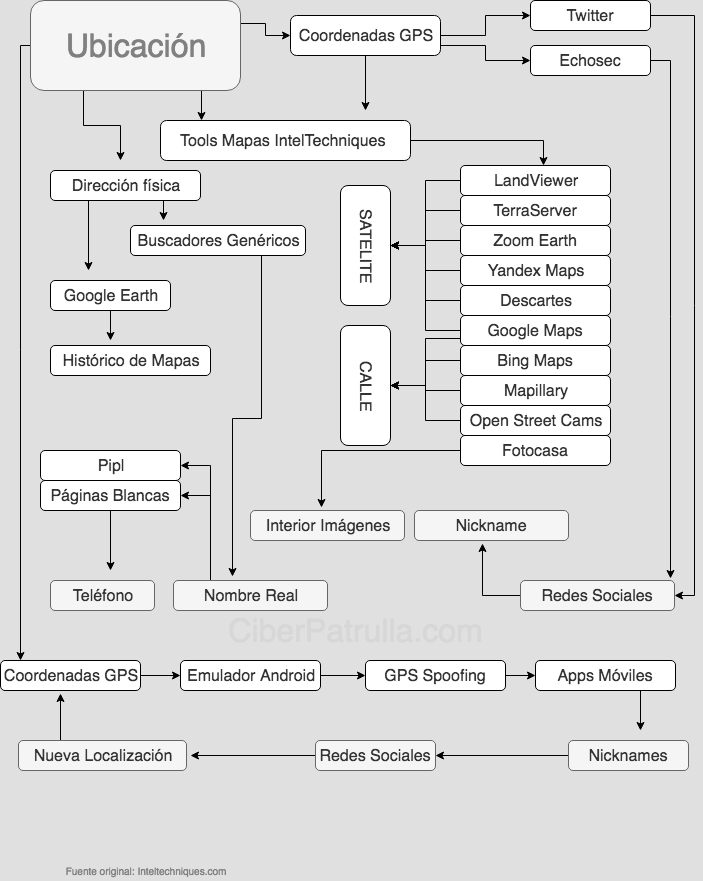 Ubicación
Coordenadas GPS
Twitter
Echosec
Tools Mapas IntelTechniques
Dirección física
Buscadores Genéricos
Google Earth
Histórico de Mapas
SATELITE
CALLE
LandViewer
TerraServer
Zoom Earth
Yandex Maps
Descartes
Google Maps
Bing Maps
Mapillary
Open Street Cams
Fotocasa
Pipl
Páginas Blancas
Interior Imágenes
Nickname
Teléfono
Nombre Real
Redes Sociales
CiberPatrulla.com
Coordenadas GPS
Emulador Android
GPS Spoofing
Apps Móviles
Nueva Localización
Redes Sociales
Nicknames
Fuente original: Inteltechniques.com